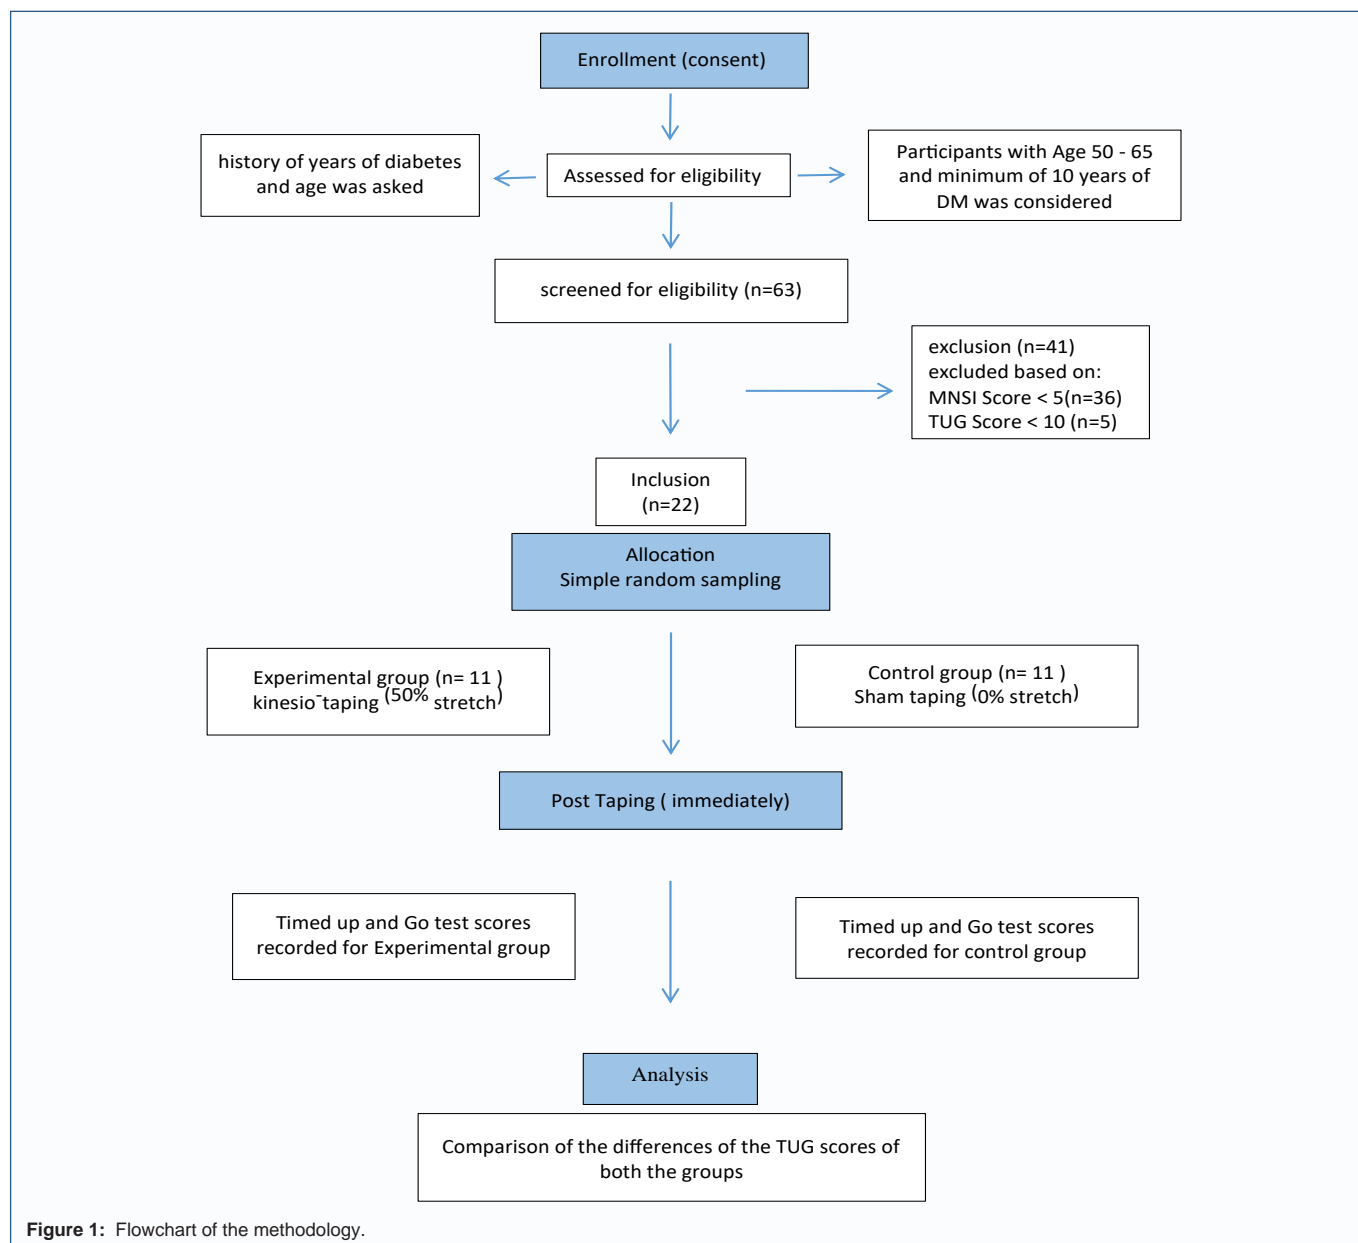 Enrollment (consent)
history of years of diabetes
and age was asked
Assessed for eligibility
Participants with Age 50 - 65
and minimum of 10 years of
DM was considered
screened for eligibility (n=63)
exclusion (n=41)
excluded based on:
MNSI Score < 5(n=36)
TUG Score < 10 (n=5)
Inclusion
(n=22)
Allocation
Simple random sampling
Experimental group (n= 11 )
kinesio-taping (50% stretch)
Control group (n= 11 )
Sham taping (0% stretch)
Post Taping ( immediately)
Timed up and Go test scores
recorded for Experimental group
Timed up and Go test scores
recorded for control group
Analysis
Comparison of the differences of the TUG scores of
both the groups
Figure 1: Flowchart of the methodology.